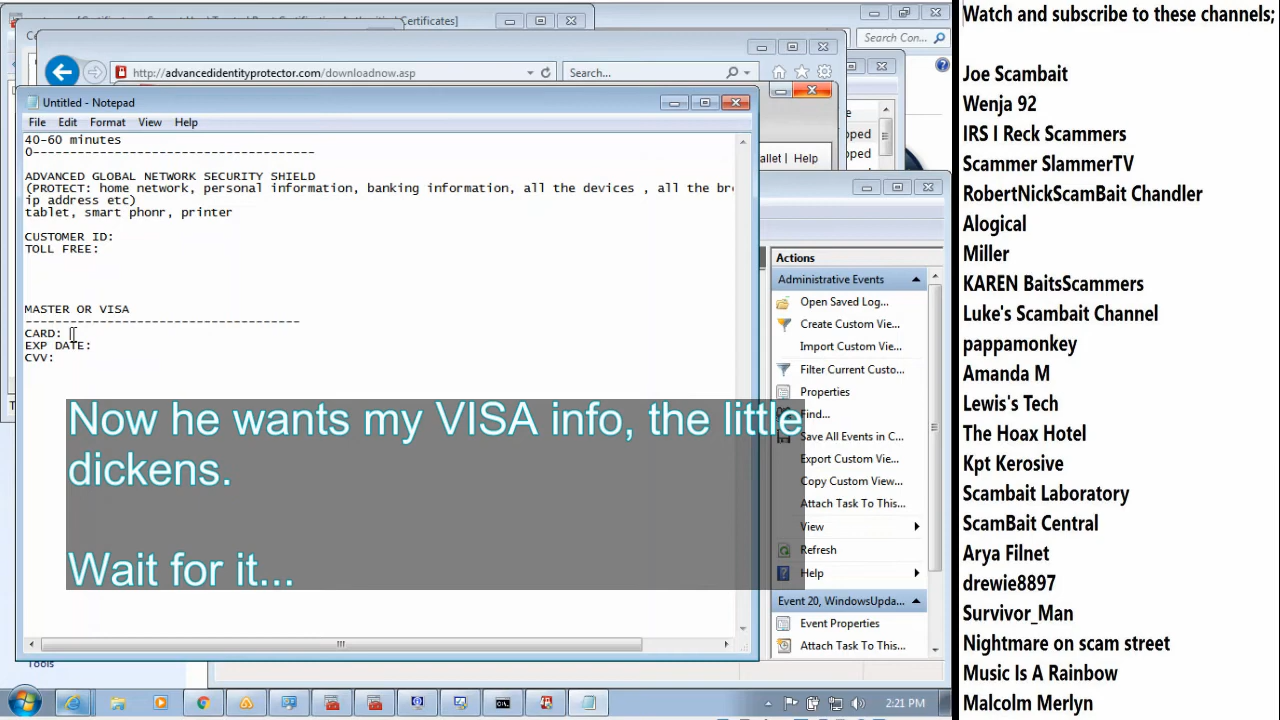 Certificates]
Search Con...
http://advancedidentityprotector.com/downloadnow.asp
Search...
Untitled - Notepad
File Edit Format View Help
40-60 minutes
0-------------------------------------
ADVANCED GLOBAL NETWORK SECURITY SHIELD
(PROTECT: home network, personal information, banking information, all the devices , all the bro
ip address etc)
tablet, smart phonr, printer
CUSTOMER ID:
TOLL FREE:
MASTER OR VISA
------------------------------------
CARD:
EXP DATE:
CVV:
Now he wants my VISA info, the little
dickens.
Wait for it...
Help
Actions
Administrative Events
Open Saved Log...
Create Custom Vie...
Import Custom Vie...
Filter Current Custo...
Properties
Find...
Save All Events in C...
Export Custom View...
Copy Custom View...
Attach Task To This...
View
Refresh
Help
Event 20, WindowsUpda...
Event Properties
Attach Task To This...
Tools
2:21 PM
Watch and subscribe to these channels;
Joe Scambait
Wenja 92
IRS I Reck Scammers
Scammer SlammerTV
RobertNickScamBait Chandler
Alogical
Miller
KAREN BaitsScammers
Luke's Scambait Channel
pappamonkey
Amanda M
Lewis's Tech
The Hoax Hotel
Kpt Kerosive
Scambait Laboratory
ScamBait Central
Arya Filnet
drewie8897
Survivor_Man
Nightmare on scam street
Music Is A Rainbow
Malcolm Merlyn